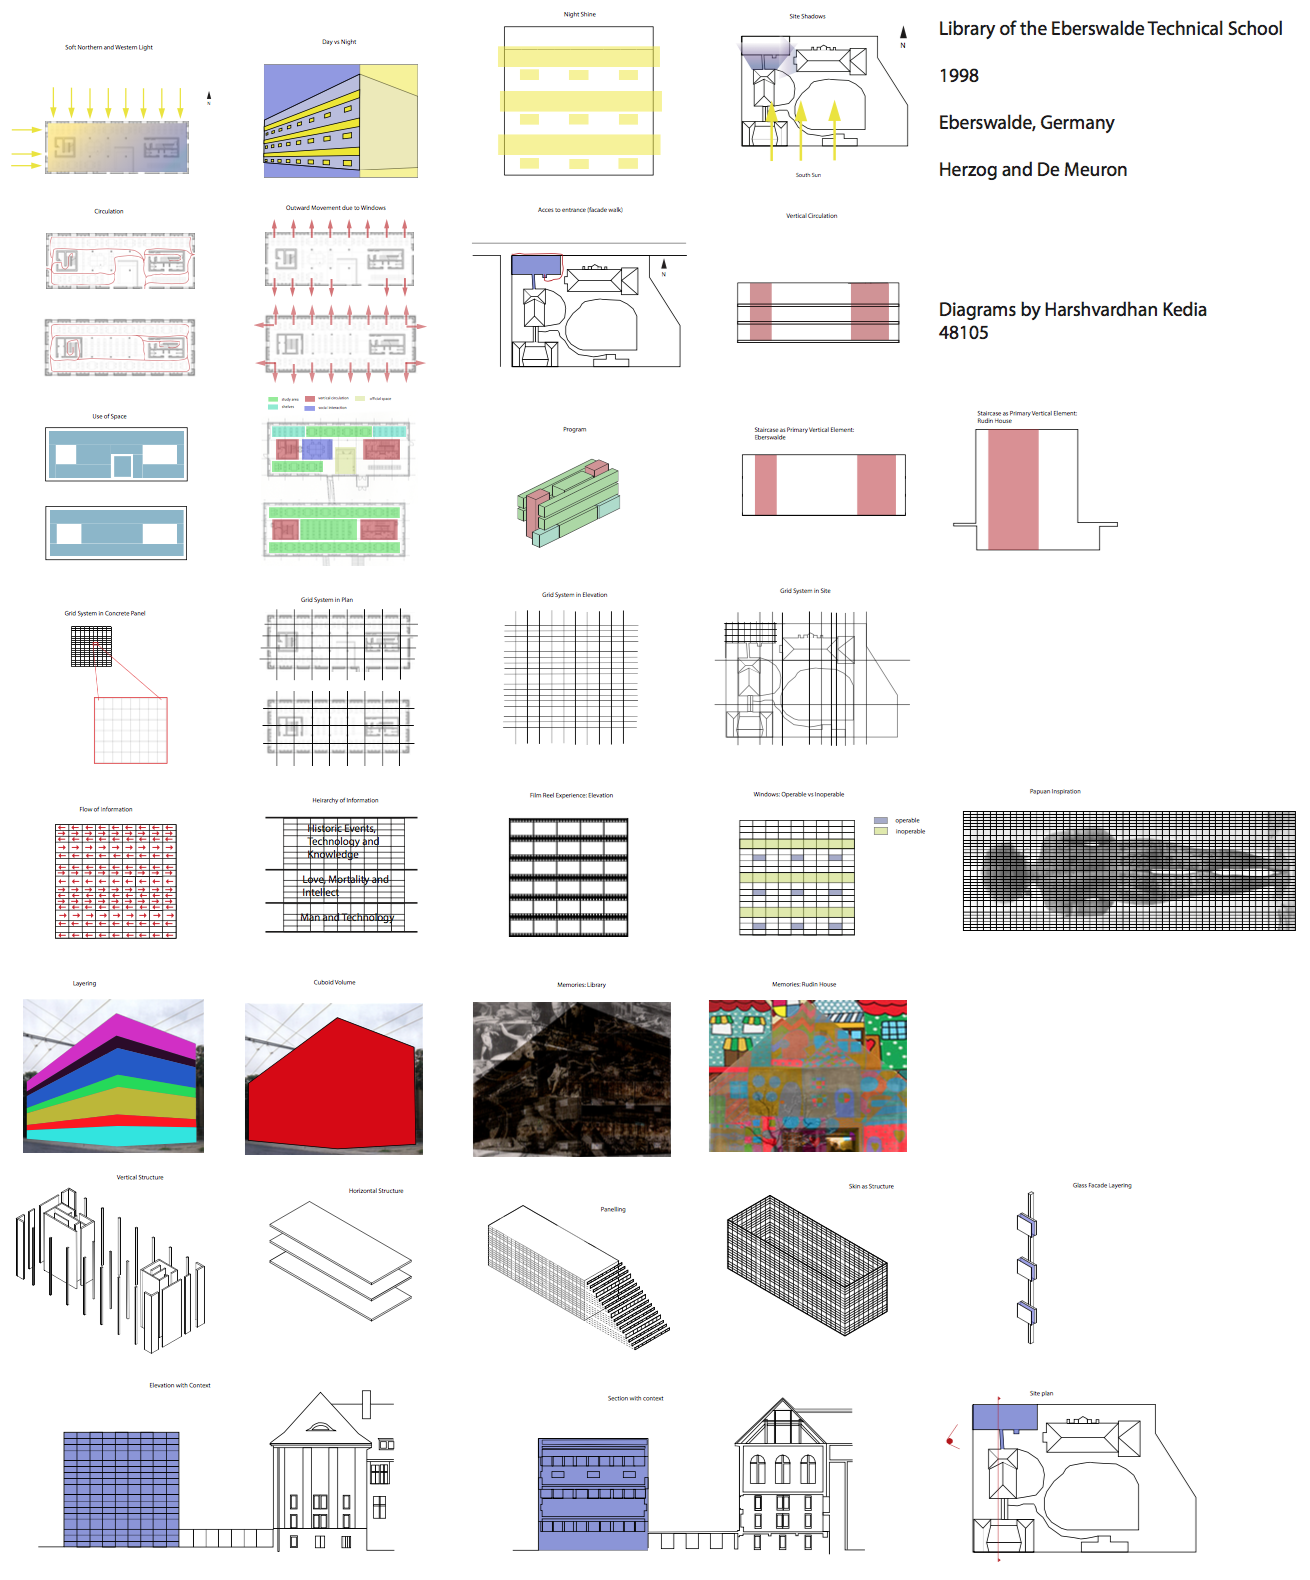 Library of the Eberswalde Technical School
1998
Eberswalde, Germany
Herzog and De Meuron
Soft Northern and Western Light
N
Day vs Night
Night Shine
Site Shadows
N
South Sun
Circulation
Outward Movement due to Windows
Acces to entrance (facade walk)
N
Vertical Circulation
Diagrams by Harshvardhan Kedia
48105
Use of Space
study area
vertical circulation
official space
shelves
social interaction
Program
Staircase as Primary Vertical Element:
Eberswalde
Staircase as Primary Vertical Element:
Rudin House
Grid System in Concrete Panel
Grid System in Plan
Grid System in Elevation
Grid System in Site
Flow of Information
Heirarchy of Information
Historic Events,
Technology and
Knowledge
Love, Mortality and
Intellect
Man and Technology
Film Reel Experience: Elevation
Windows: Operable vs Inoperable
operable
inoperable
Papuan Inspiration
Layering
Cuboid Volume
Memories: Library
Memories: Rudin House
Vertical Structure
Horizontal Structure
Panelling
Skin as Structure
Glass Facade Layering
Elevation with Context
Section with context
Site plan